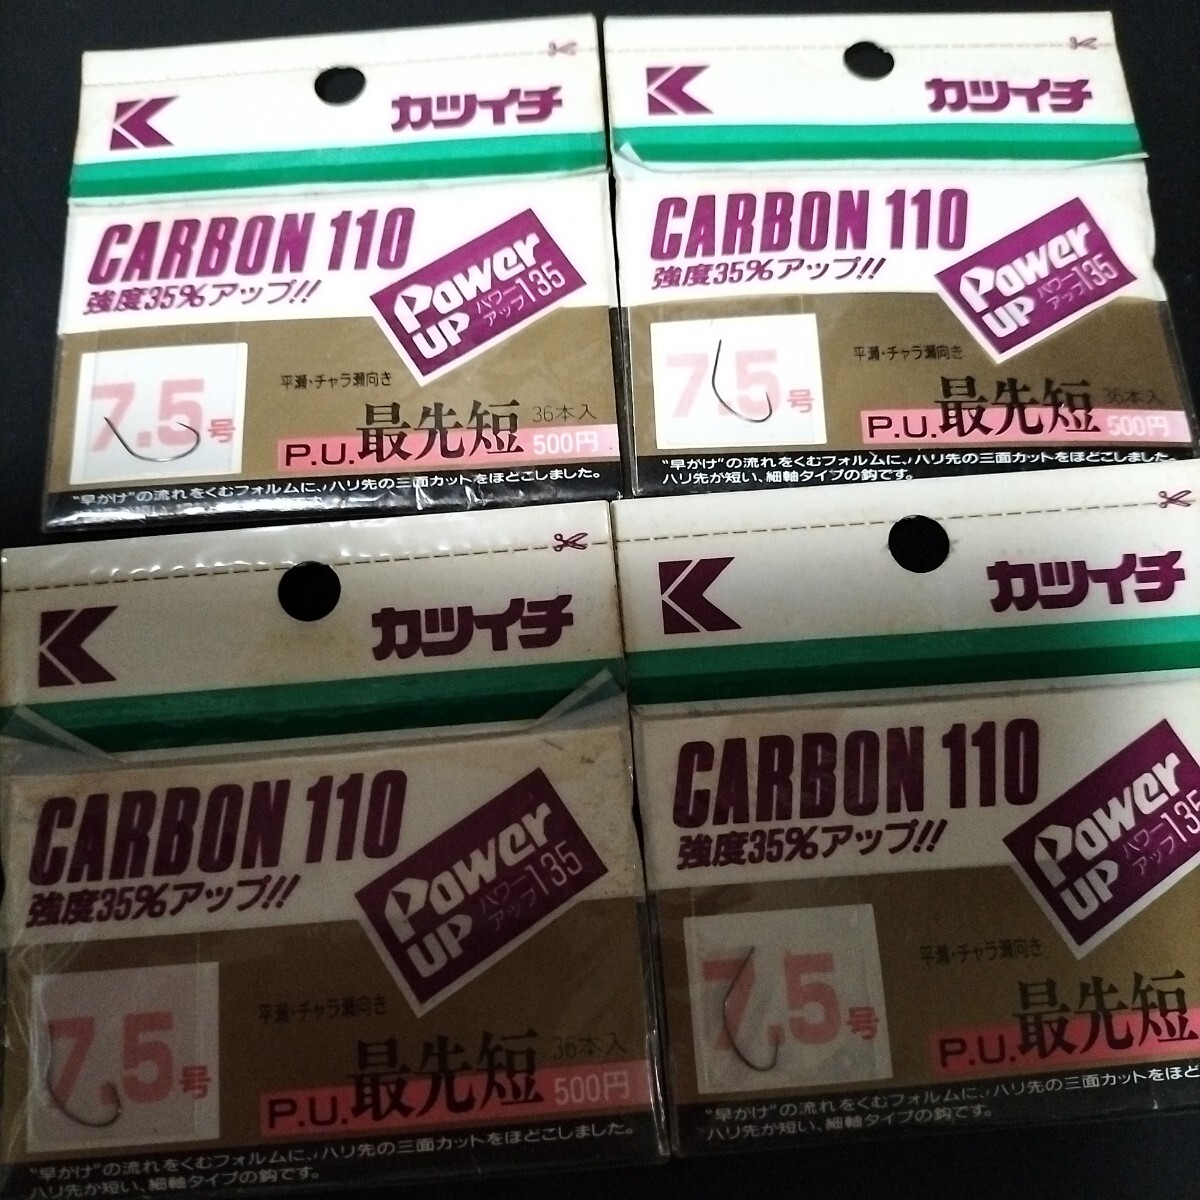 K カツイチ
CARBON 110
強度35%アップ!!
Power UP パワーアップ135
平瀬・チャラ瀬向き
7.5号
P.U.最先短
36本入
500円
"早がけ"の流れをくむフォルムに、ハリ先の三面カットをほどこしました。
K カツイチ
CARBON 110
強度35%アップ!!
Power UP パワーアップ135
平瀬・チャラ瀬向き
7.5号
P.U.最先短
36本入
500円
"早がけ"の流れをくむフォルムに、ハリ先の三面カットをほどこしました。
ハリ先が短い、細軸タイプの鈎です。
K カツイチ
CARBON 110
強度35%アップ!!
Power UP パワーアップ135
平瀬・チャラ瀬向き
7.5号
P.U.最先短
36本入
500円
"早がけ"の流れをくむフォルムに、ハリ先の三面カットをほどこしました。
ハリ先が短い、細軸タイプの鈎です。
K カツイチ
CARBON 110
強度35%アップ!!
Power UP パワーアップ135
平瀬・チャラ瀬向き
7.5号
P.U.最先短
"早がけ"の流れをくむフォルムに、ハリ先の三面カットをほど
ハリ先が短い、細軸タイプの鈎です。